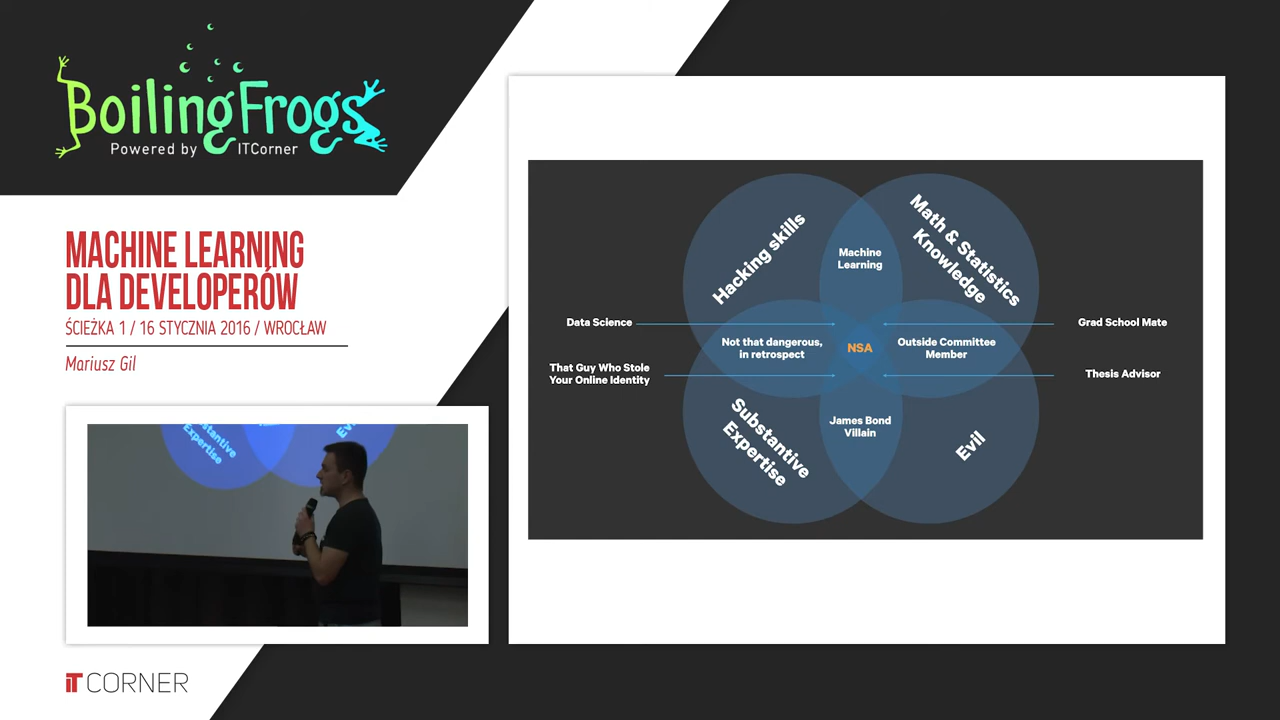 BoilingFrogs
Powered by ITCorner
MACHINE LEARNING
DLA DEVELOPERÓW
ŚCIEŻKA 1 / 16 STYCZNIA 2016 / WROCŁAW
Mariusz Gil
Substantive
Expertise
iT CORNER
Hacking skills
Math & Statistics
Knowledge
Machine
Learning
Data Science
Grad School Mate
Not that dangerous,
in retrospect
NSA
Outside Committee
Member
That Guy Who Stole
Your Online Identity
Thesis Advisor
Substantive
Expertise
James Bond
Villain
Evil